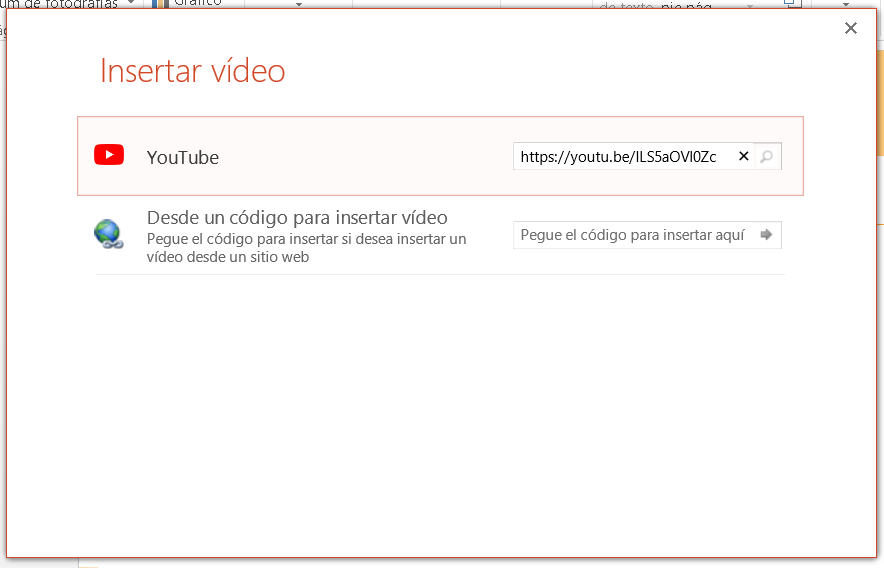 um de fotografías
Gráfico
de texto pie pág.
Insertar vídeo
YouTube
https://youtu.be/lLS5aOVl0Zc
Desde un código para insertar vídeo
Pegue el código para insertar si desea insertar un
vídeo desde un sitio web
Pegue el código para insertar aquí